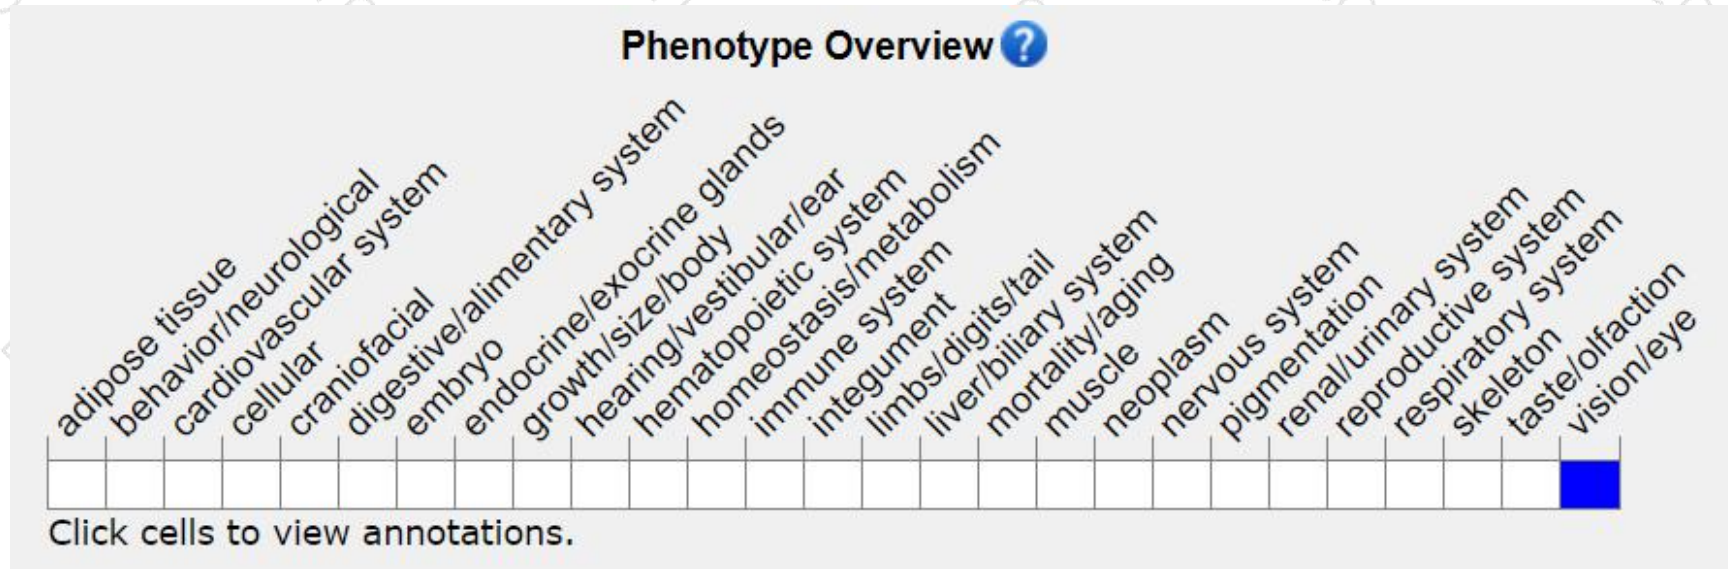 Phenotype Overview ?
adipose tissue
behavior/neurological
cardiovascular system
cellular
craniofacial
digestive/alimentary system
embryo
endocrine/exocrine glands
growth/size/body
hearing/vestibular/ear
hematopoietic system
homeostasis/metabolism
immune system
integument
limbs/digits/tail
liver/biliary system
mortality/aging
muscle
neoplasm
nervous system
pigmentation
renal/urinary system
reproductive system
respiratory system
skeleton
taste/olfaction
vision/eye
Click cells to view annotations.